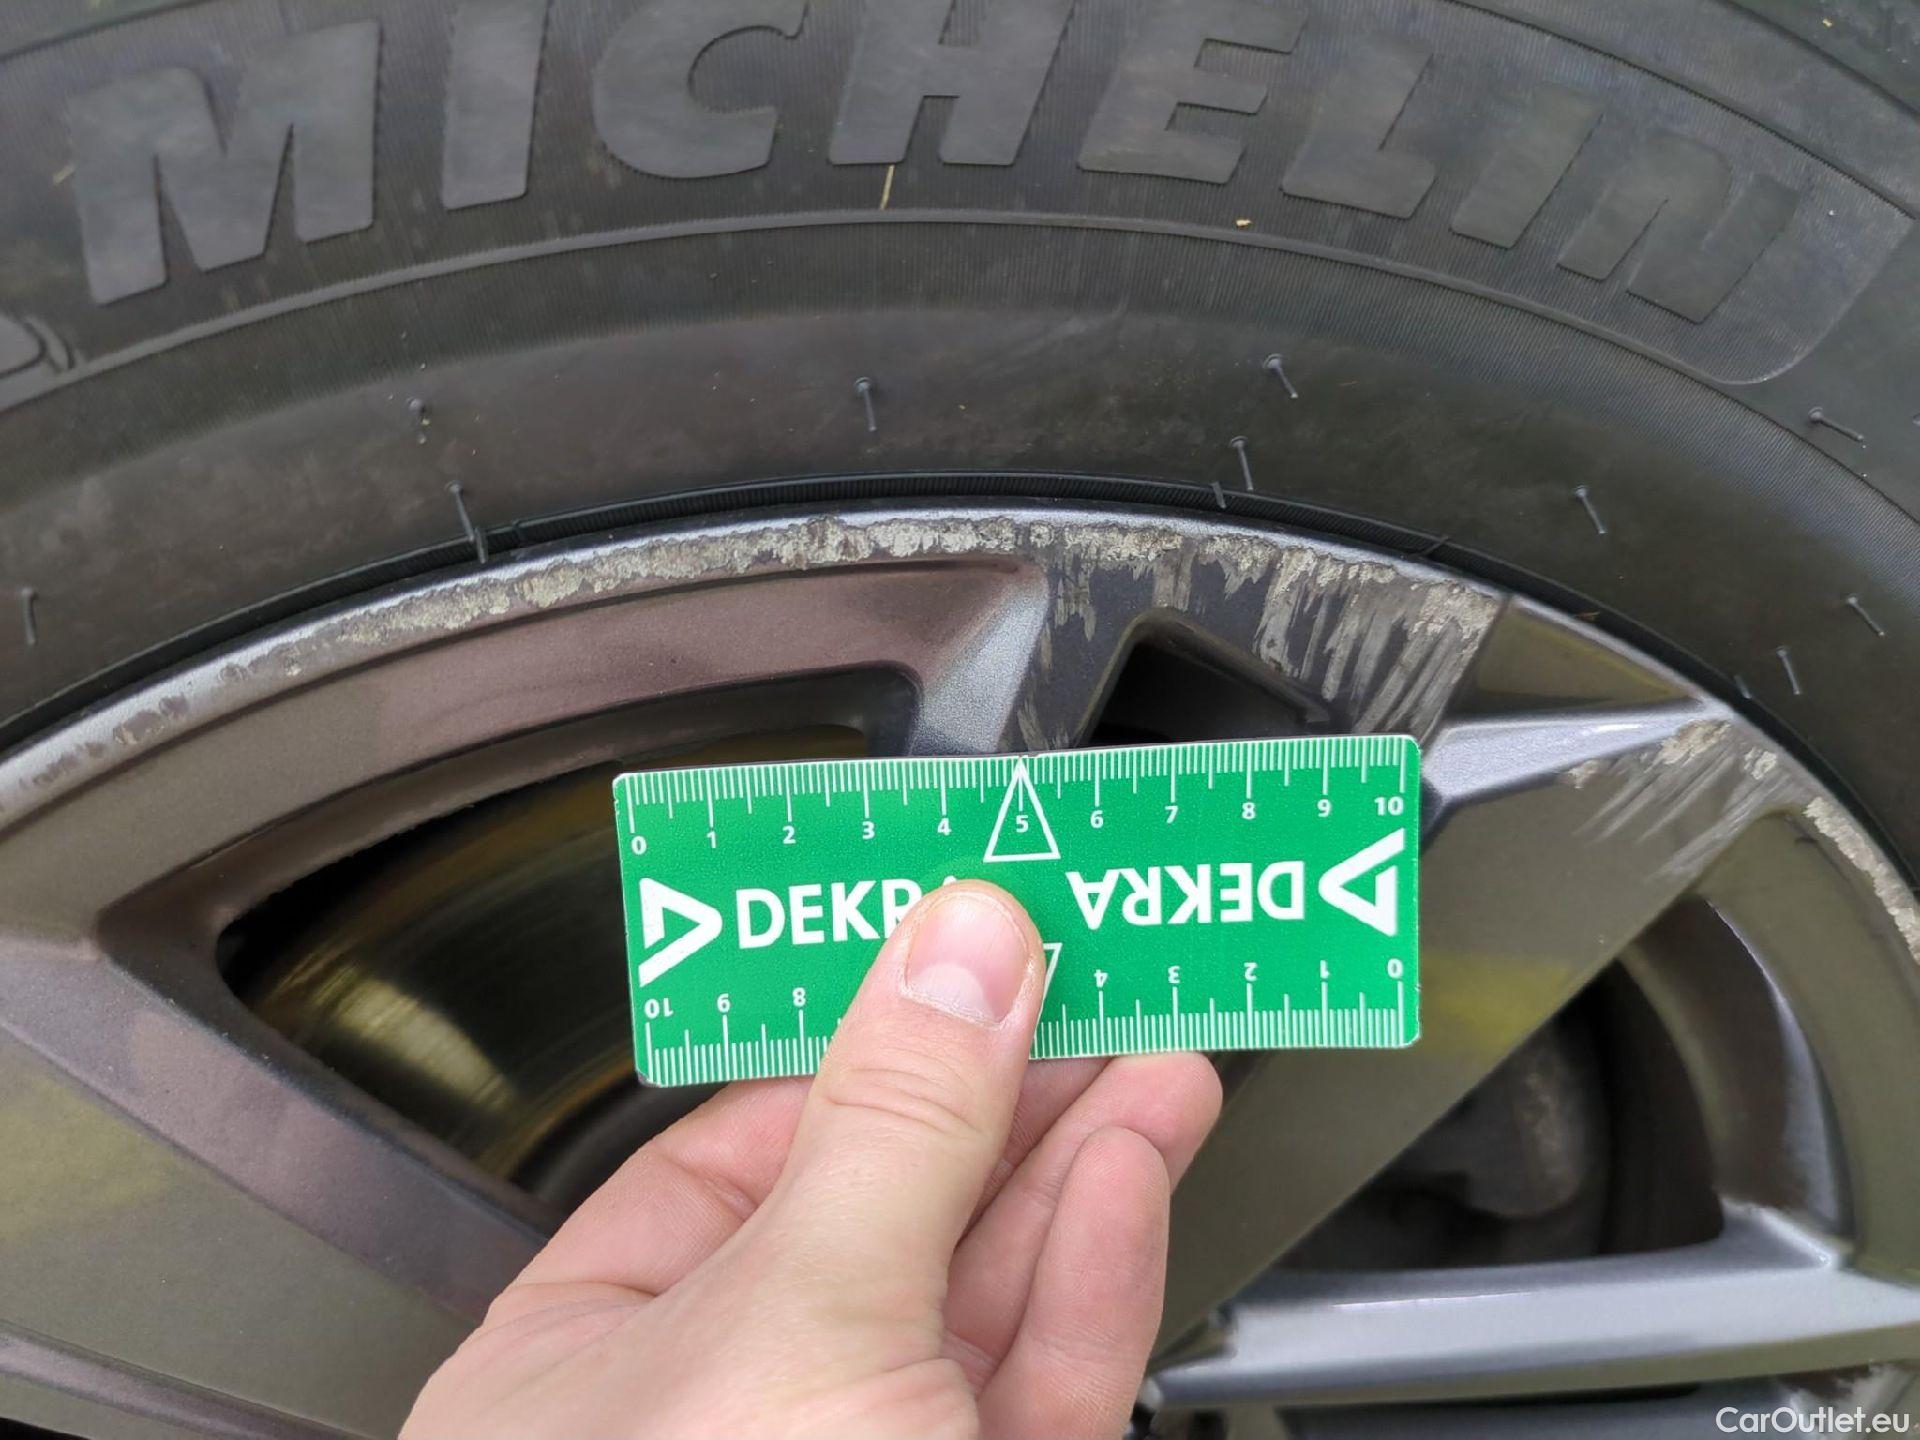 MICHELIN
0 1 2 3 4 5 6 7 8 9 10
DEKRA
DEKRA
10 9 8 4 3 2 1 0
CarOutlet.eu